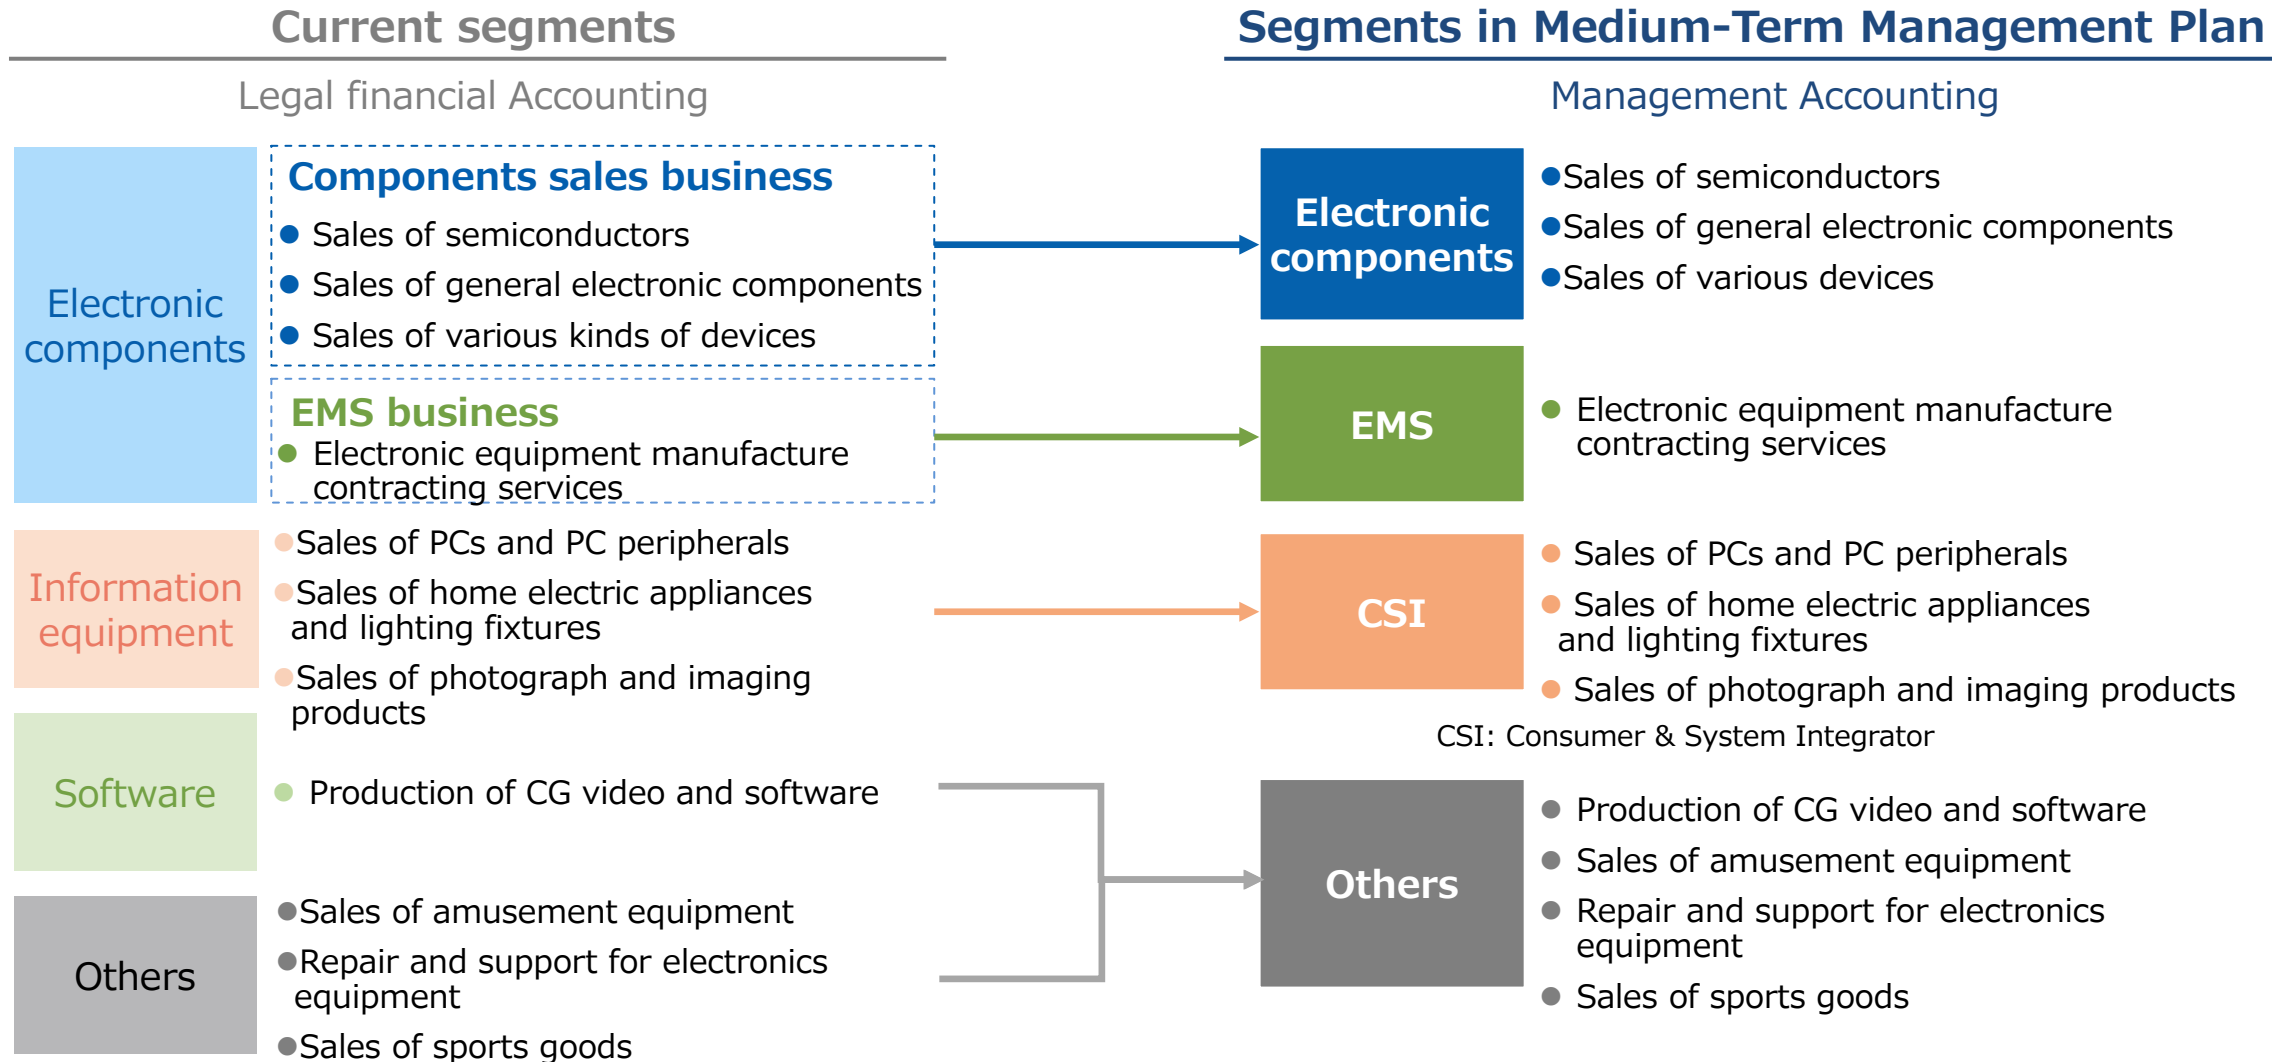 Current segments
Legal financial Accounting
Electronic
components
Components sales business
● Sales of semiconductors
● Sales of general electronic components
● Sales of various kinds of devices
EMS business
● Electronic equipment manufacture
contracting services
Information
equipment
●Sales of PCs and PC peripherals
●Sales of home electric appliances
and lighting fixtures
●Sales of photograph and imaging
products
Software
● Production of CG video and software
Others
●Sales of amusement equipment
●Repair and support for electronics
equipment
●Sales of sports goods
Segments in Medium-Term Management Plan
Management Accounting
Electronic
components
●Sales of semiconductors
●Sales of general electronic components
●Sales of various devices
EMS
● Electronic equipment manufacture
contracting services
CSI
● Sales of PCs and PC peripherals
● Sales of home electric appliances
and lighting fixtures
● Sales of photograph and imaging products
CSI: Consumer & System Integrator
Others
● Production of CG video and software
● Sales of amusement equipment
● Repair and support for electronics
equipment
● Sales of sports goods